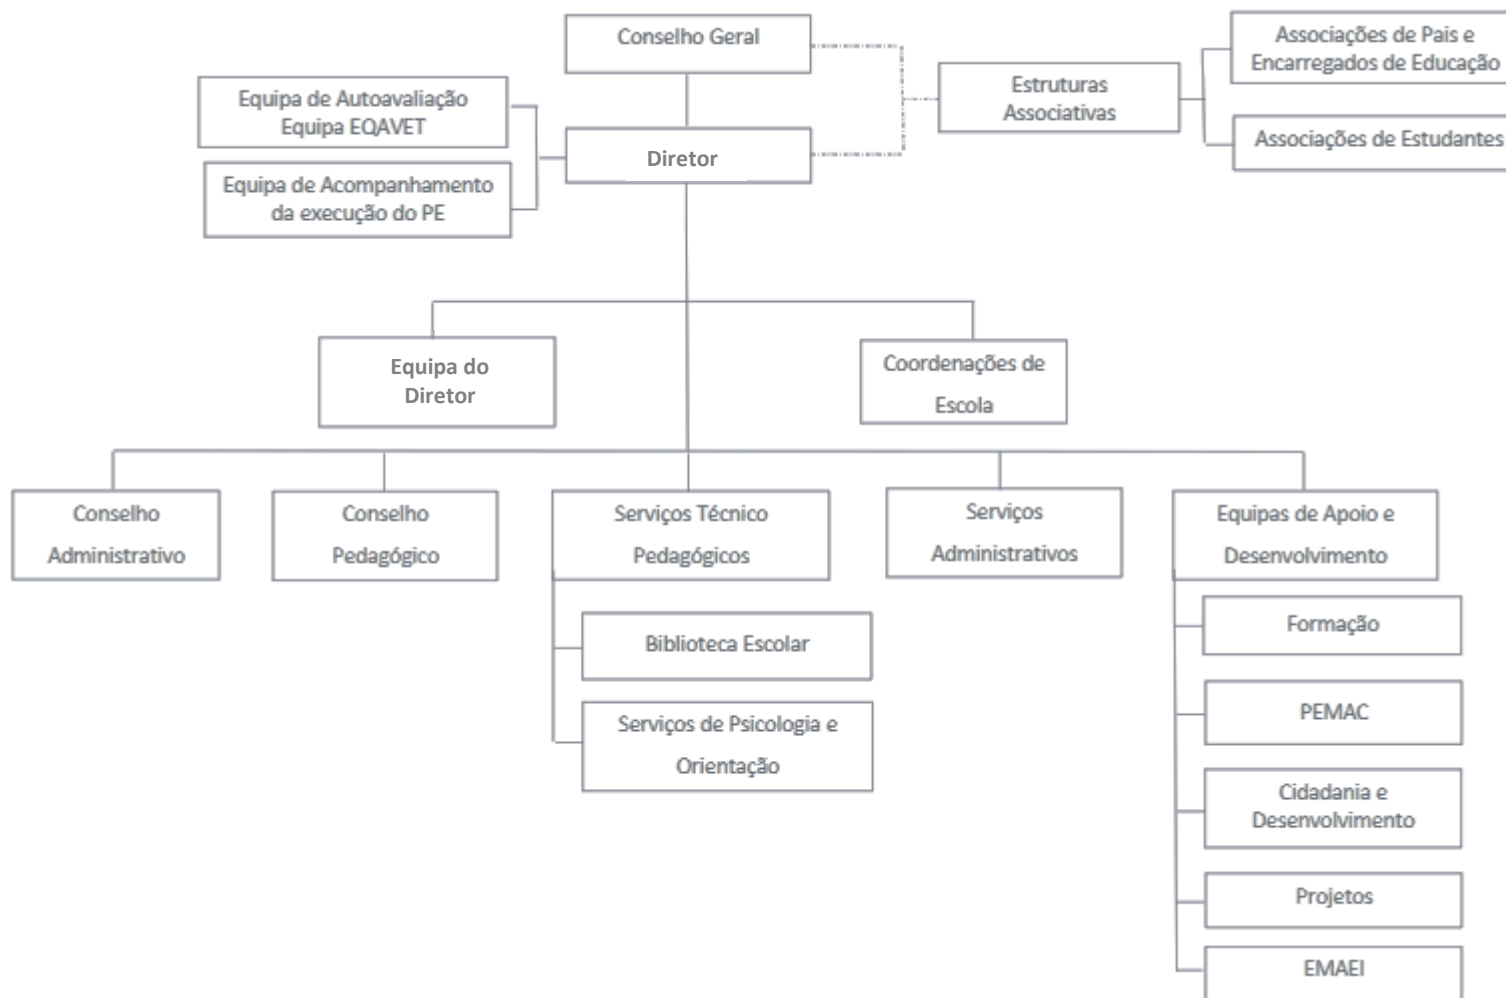 Conselho Geral
Associações de Pais e
Encarregados de Educação
Estruturas
Associativas
Equipa de Autoavaliação
Equipa EQAVET
Diretor
Associações de Estudantes
Equipa de Acompanhamento
da execução do PE
Equipa do
Diretor
Coordenações de
Escola
Conselho
Administrativo
Conselho
Pedagógico
Serviços Técnico
Pedagógicos
Serviços
Administrativos
Equipas de Apoio e
Desenvolvimento
Biblioteca Escolar
Serviços de Psicologia e
Orientação
Formação
PEMAC
Cidadania e
Desenvolvimento
Projetos
EMAEI